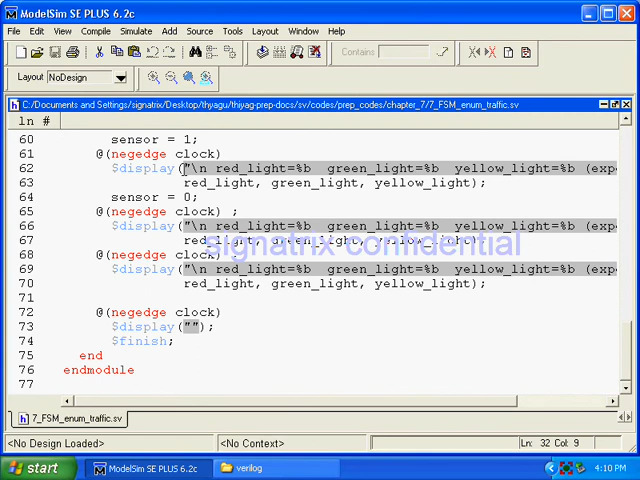 ModelSim SE PLUS 6.2c
File Edit View Compile Simulate Add Source Tools Layout Window Help
Contains
Layout NoDesign
h C:/Documents and Settings/signatrix/Desktop/thyagu/thiyag-prep-docs/sv/codes/prep_codes/chapter_7/7_FSM_enum_traffic.sv
ln #
60 sensor = 1;
61 @(negedge clock)
62 $display("\n red_light=%b green_light=%b yellow_light=%b (exp
63 red_light, green_light, yellow_light);
64 sensor = 0;
65 @(negedge clock) ;
66 $display("\n red_light=%b green_light=%b yellow_light=%b (exp
67 red_light, green_light, yellow_light);
signatrix confidential
68 @(negedge clock) ;
69 $display("\n red_light=%b green_light=%b yellow_light=%b (exp
70 red_light, green_light, yellow_light);
71
72 @(negedge clock)
73 $display("");
74 $finish;
75 end
76 endmodule
77
h 7_FSM_enum_traffic.sv
<No Design Loaded> <No Context> Ln: 32 Col: 9
start ModelSim SE PLUS 6.2c verilog 4:10 PM